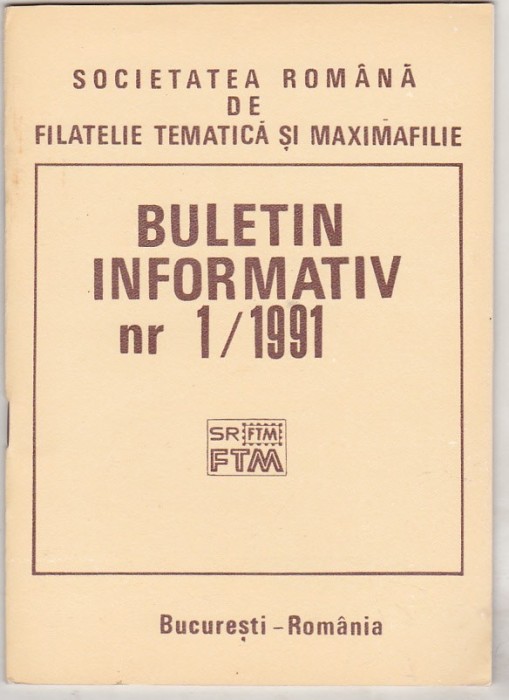 SOCIETATEA ROMÂNĂ
DE
FILATELIE TEMATICĂ ȘI MAXIMAFILIE
BULETIN
INFORMATIV
nr 1/1991
SR FTM
FTM
București - România